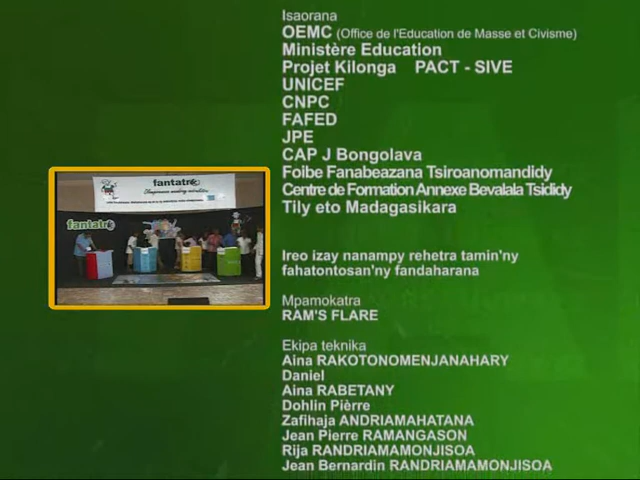 Isaorana
OEMC (Office de l'Education de Masse et Civisme)
Ministère Education
Projet Kilonga PACT - SIVE
UNICEF
CNPC
FAFED
JPE
CAP J Bongolava
Foibe Fanabeazana Tsiroanomandidy
Centre de Formation Annexe Bevalala Tsididy
Tily eto Madagasikara
Ireo izay nanampy rehetra tamin'ny
fahatontosan'ny fandaharana
Mpamokatra
RAM'S FLARE
Ekipa teknika
Aina RAKOTONOMENJANAHARY
Daniel
Aina RABETANY
Dohlin Pièrre
Zafihaja ANDRIAMAHATANA
Jean Pierre RAMANGASON
Rija RANDRIAMAMONJISOA
Jean Bernardin RANDRIAMAMONJISOA
fantatro
fantatro